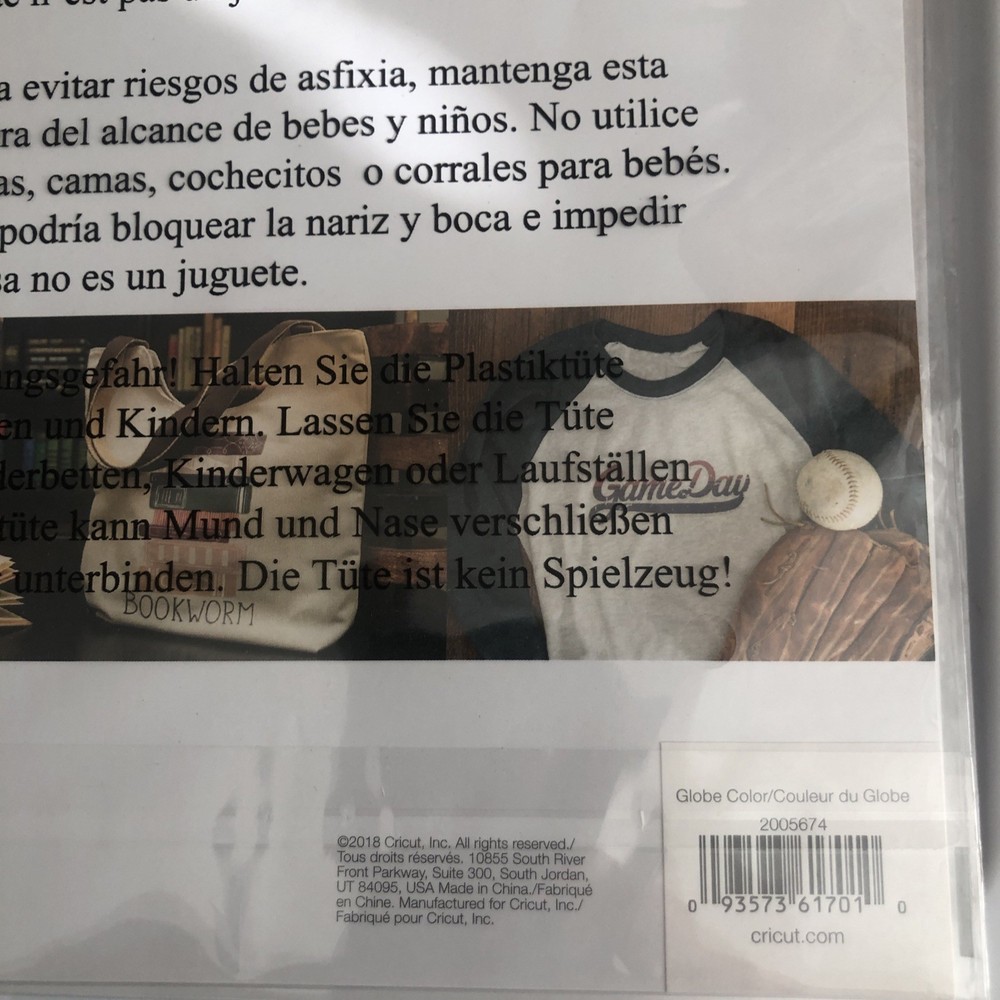 a evitar riesgos de asfixia, mantenga esta
ra del alcance de bebes y niños. No utilice
as, camas, cochecitos o corrales para bebés.
podría bloquear la nariz y boca e impedir
sa no es un juguete.
ngsgefahr! Halten Sie die Plastiktüte
en und Kindern. Lassen Sie die Tüte
derbetten, Kinderwagen oder Laufställen
Game Day
tüte kann Mund und Nase verschließen
unterbinden. Die Tüte ist kein Spielzeug!
BOOKWORM
Globe Color/Couleur du Globe
2005674
©2018 Cricut, Inc. All rights reserved./
Tous droits réservés. 10855 South River
Front Parkway, Suite 300, South Jordan,
UT 84095, USA Made in China./Fabriqué
en Chine. Manufactured for Cricut, Inc./
Fabriqué pour Cricut, Inc.
0 93573 61701 0
cricut.com